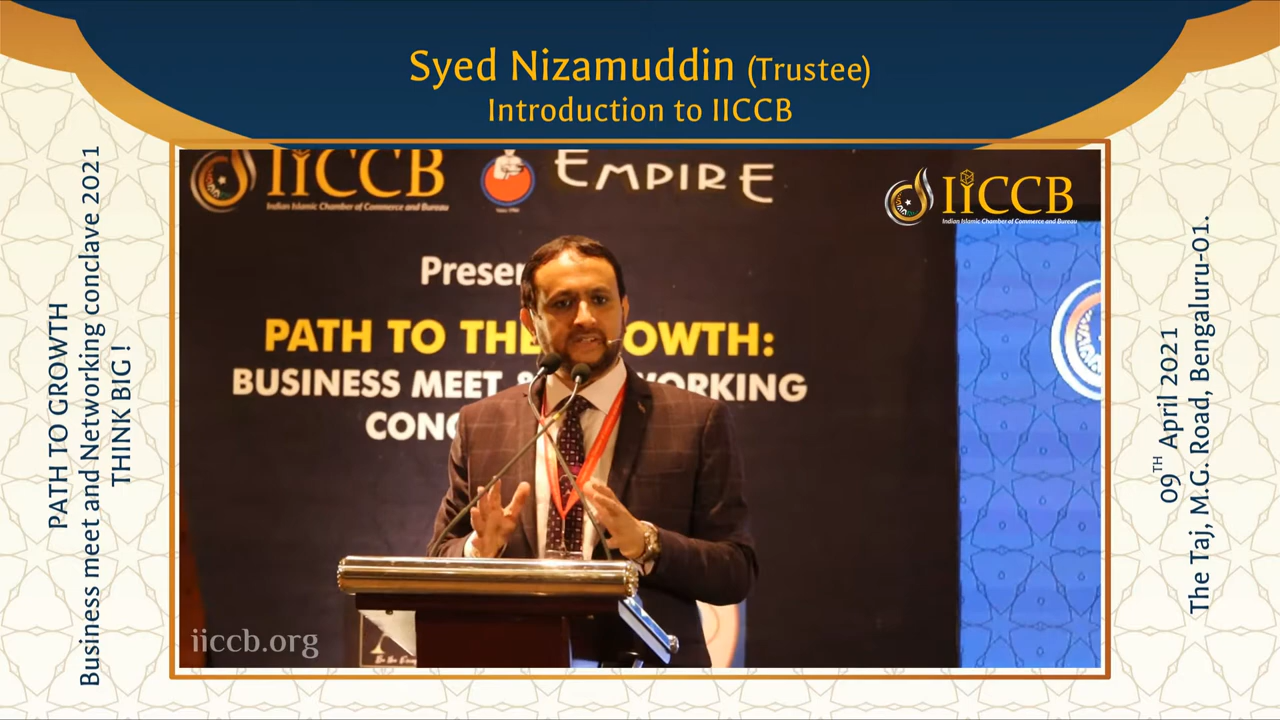 Syed Nizamuddin (Trustee)
Introduction to IICCB
PATH TO GROWTH
Business meet and Networking conclave 2021
THINK BIG !
IiCCB
Indian Islamic Chamber of Commerce and Bureau
EMPIRE
IiCCB
Indian Islamic Chamber of Commerce and Bureau
Presen
PATH TO THE OWTH:
BUSINESS MEET & WORKING
CONC
iiccb.org
09TH April 2021
The Taj, M.G. Road, Bengaluru-01.